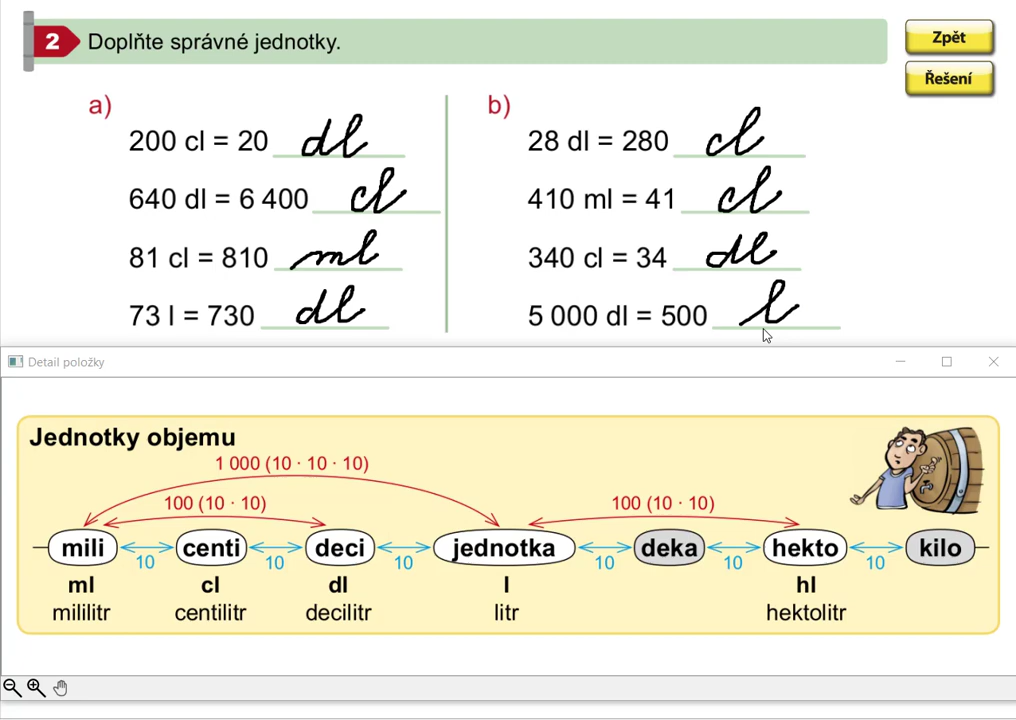 2 Doplňte správné jednotky.
Zpět
Řešení
a)
200 cl = 20 dl
640 dl = 6 400 cl
81 cl = 810 ml
73 l = 730 dl
b)
28 dl = 280 cl
410 ml = 41 cl
340 cl = 34 dl
5 000 dl = 500 l
Detail položky
Jednotky objemu
1 000 (10 · 10 · 10)
100 (10 · 10) 100 (10 · 10)
mili centi deci jednotka deka hekto kilo
10 10 10 10 10 10
ml cl dl l hl
mililitr centilitr decilitr litr hektolitr